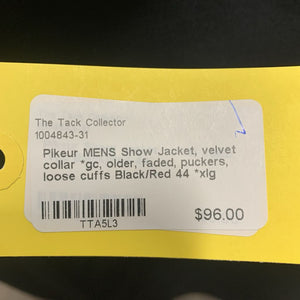 The Tack Collector
1004843-31
Pikeur MENS Show Jacket, velvet
collar *gc, older, faded, puckers,
loose cuffs Black/Red 44 *xlg
TTA5L3
$96.00